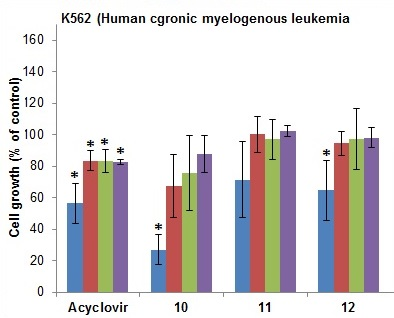 K562 (Human cgronic myelogenous leukemia
Cell growth (% of control)
160
140
120
100
80
60
40
20
0
* * * *
* *
Acyclovir 10 11 12